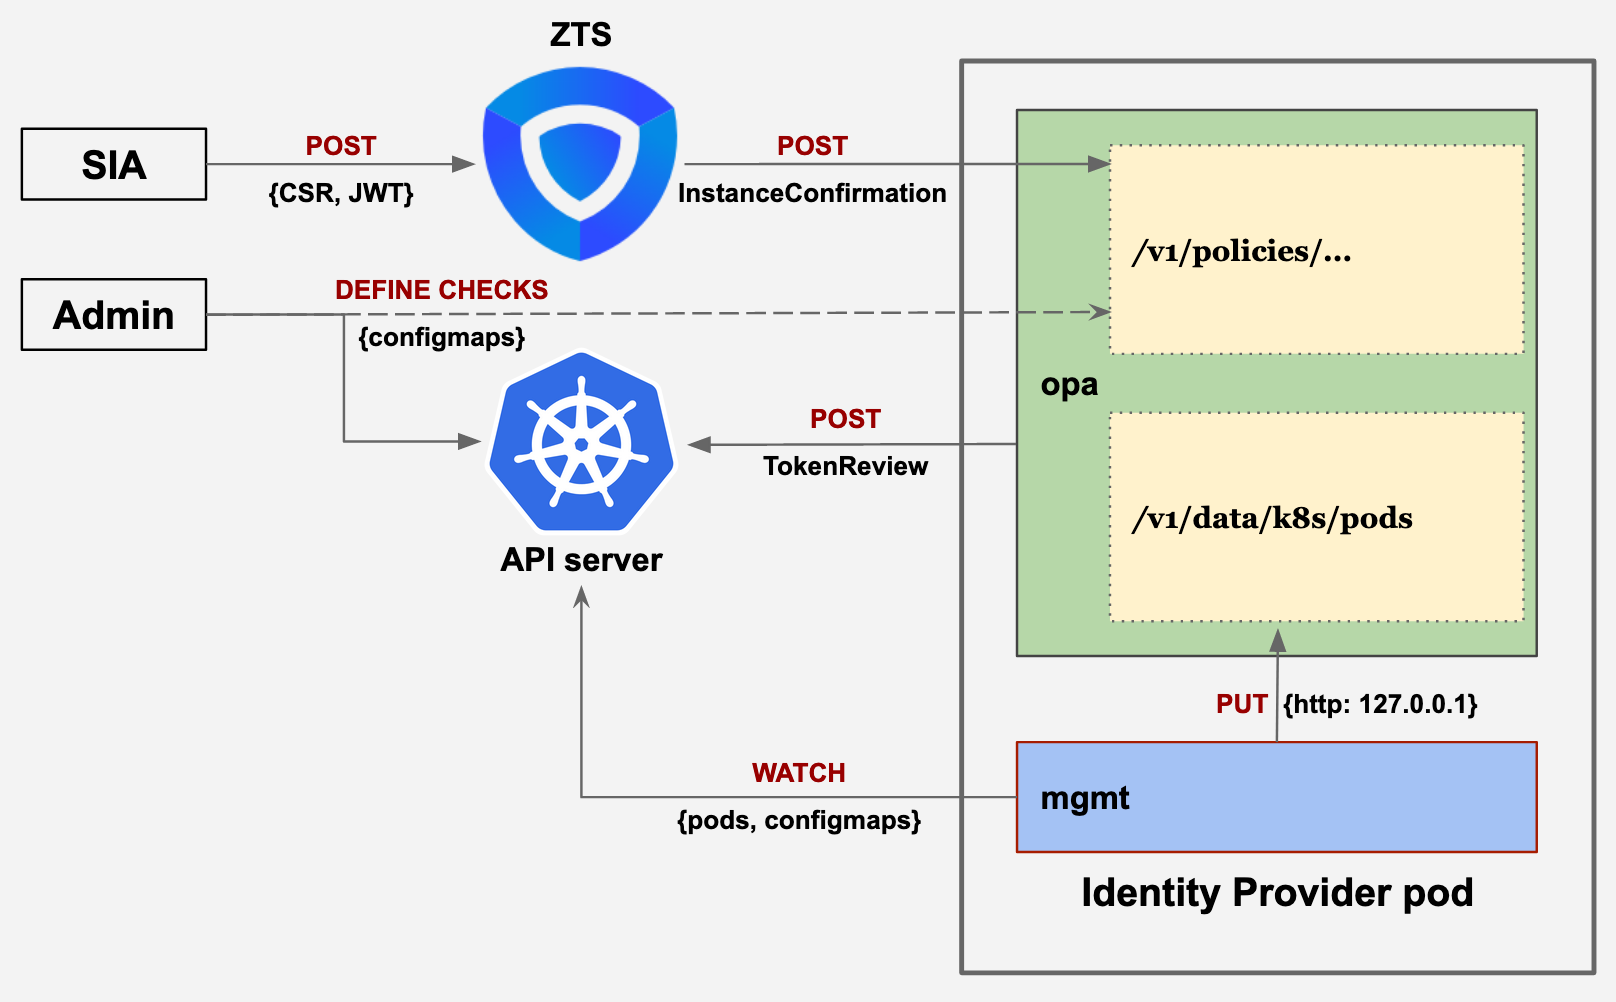 ZTS
SIA
POST
{CSR, JWT}
POST
InstanceConfirmation
/v1/policies/...
Admin
DEFINE CHECKS
{configmaps}
opa
POST
TokenReview
/v1/data/k8s/pods
API server
PUT {http: 127.0.0.1}
WATCH
{pods, configmaps}
mgmt
Identity Provider pod